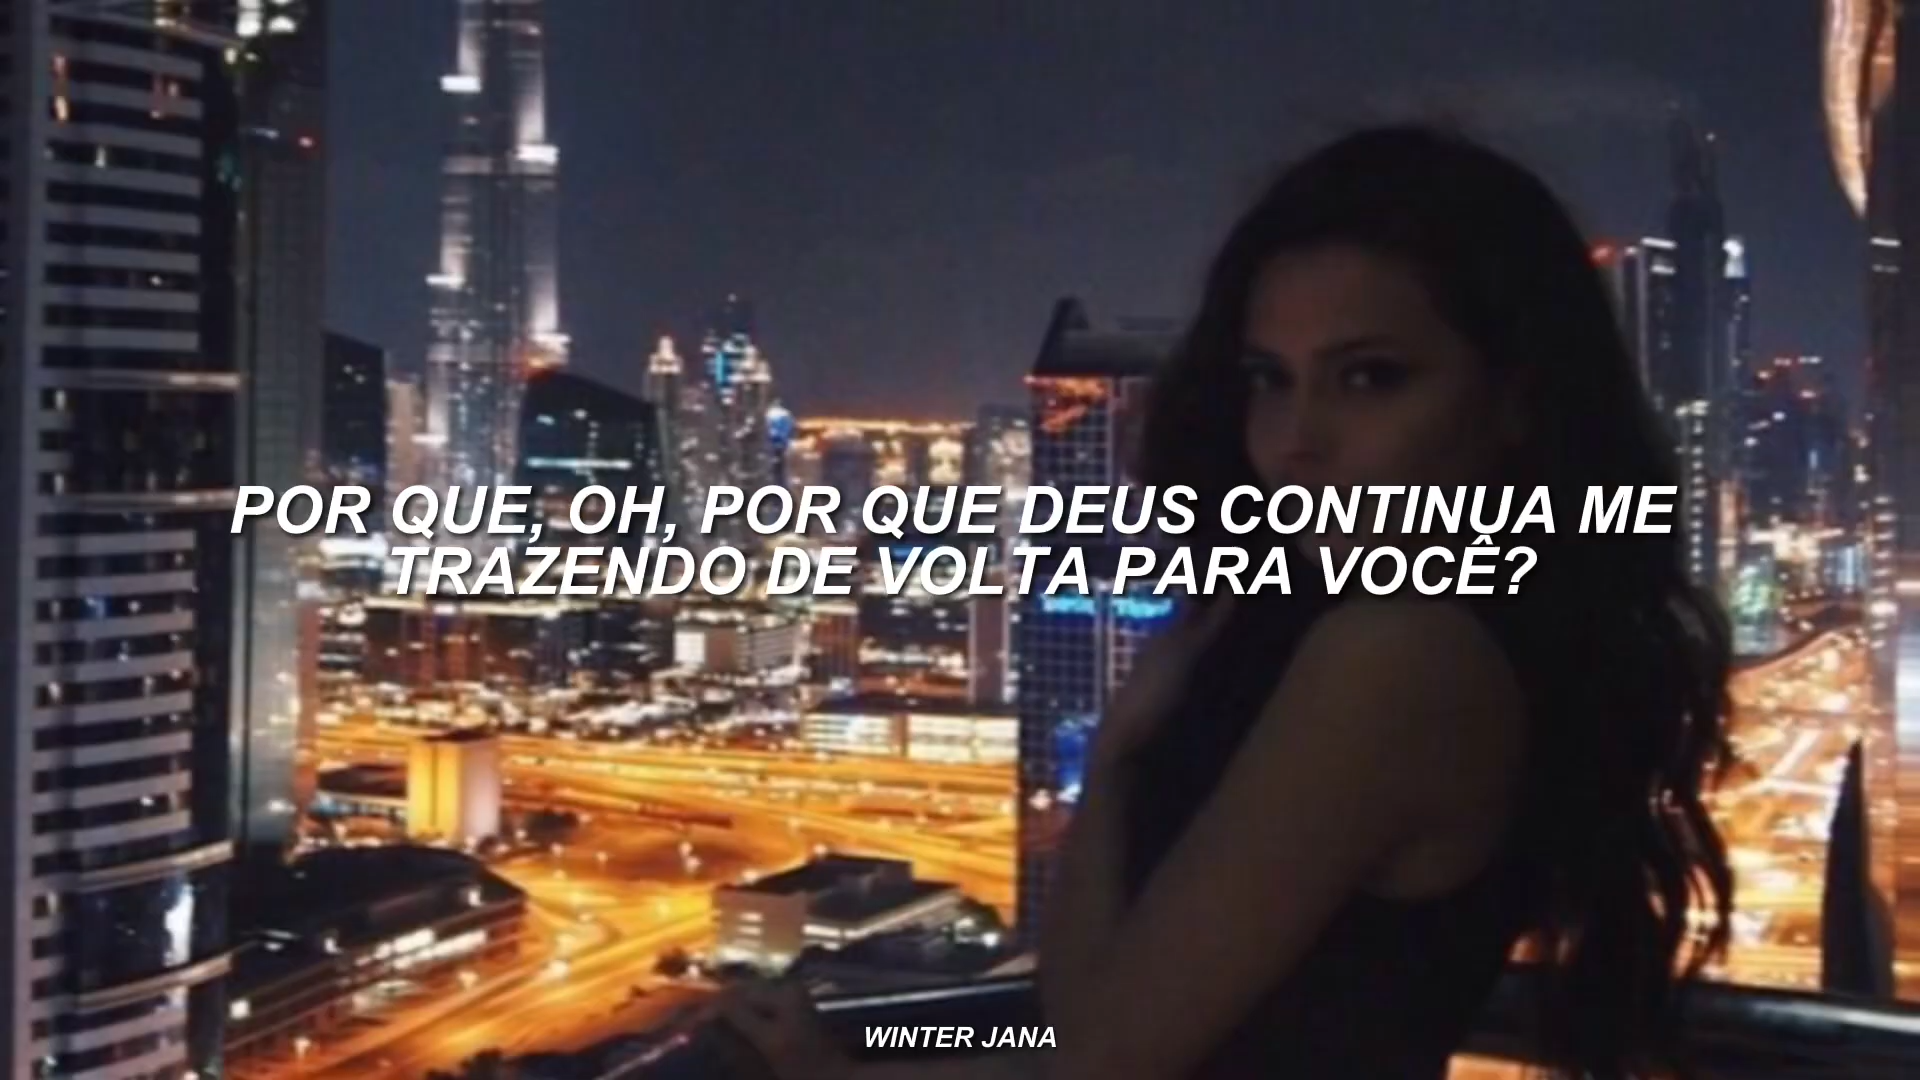 POR QUE, OH, POR QUE DEUS CONTINUA ME
TRAZENDO DE VOLTA PARA VOCÊ?
WINTER JANA